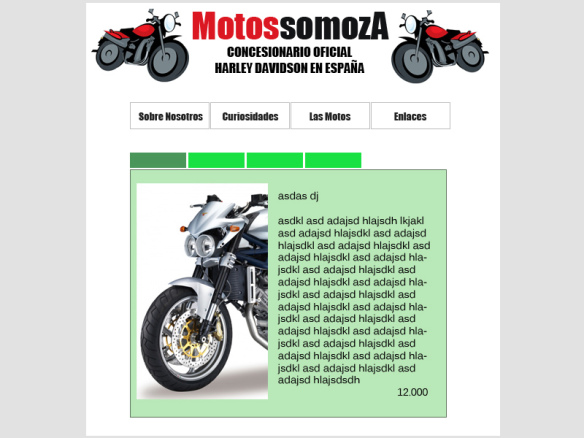 MotossomozA
CONCESIONARIO OFICIAL
HARLEY DAVIDSON EN ESPAÑA
Sobre Nosotros
Curiosidades
Las Motos
Enlaces
asdas dj
asdkl asd adajsd hlajsdh lkjakl
asd adajsd hlajsdkl asd adajsd
hlajsdkl asd adajsd hlajsdkl asd
adajsd hlajsdkl asd adajsd hla-
jsdkl asd adajsd hlajsdkl asd
adajsd hlajsdkl asd adajsd hla-
jsdkl asd adajsd hlajsdkl asd
adajsd hlajsdkl asd adajsd hla-
jsdkl asd adajsd hlajsdkl asd
adajsd hlajsdkl asd adajsd hla-
jsdkl asd adajsd hlajsdkl asd
adajsd hlajsdkl asd adajsd hla-
jsdkl asd adajsd hlajsdkl asd
adajsd hlajsdsdh
12.000